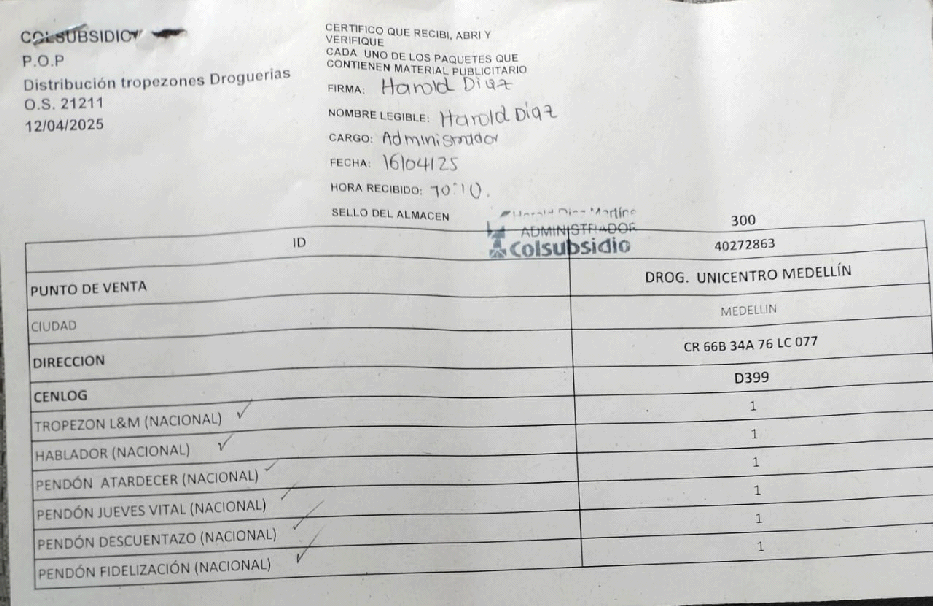 COLSUBSIDIO
P.O.P
Distribución tropezones Droguerias
O.S. 21211
12/04/2025
CERTIFICO QUE RECIBI, ABRI Y
VERIFIQUE
CADA UNO DE LOS PAQUETES QUE
CONTIENEN MATERIAL PUBLICITARIO
FIRMA: Harold Diaz
NOMBRE LEGIBLE: Harold Diaz
CARGO: Administrador
FECHA: 16/04/25
HORA RECIBIDO: 10:10.
SELLO DEL ALMACEN
Harold Diaz Martinez
ADMINISTRADOR
Colsubsidio
300
ID 40272863
PUNTO DE VENTA DROG. UNICENTRO MEDELLÍN
CIUDAD MEDELLIN
DIRECCION CR 66B 34A 76 LC 077
CENLOG D399
TROPEZON L&M (NACIONAL) 1
HABLADOR (NACIONAL) 1
PENDÓN ATARDECER (NACIONAL) 1
PENDÓN JUEVES VITAL (NACIONAL) 1
PENDÓN DESCUENTAZO (NACIONAL) 1
PENDÓN FIDELIZACIÓN (NACIONAL) 1